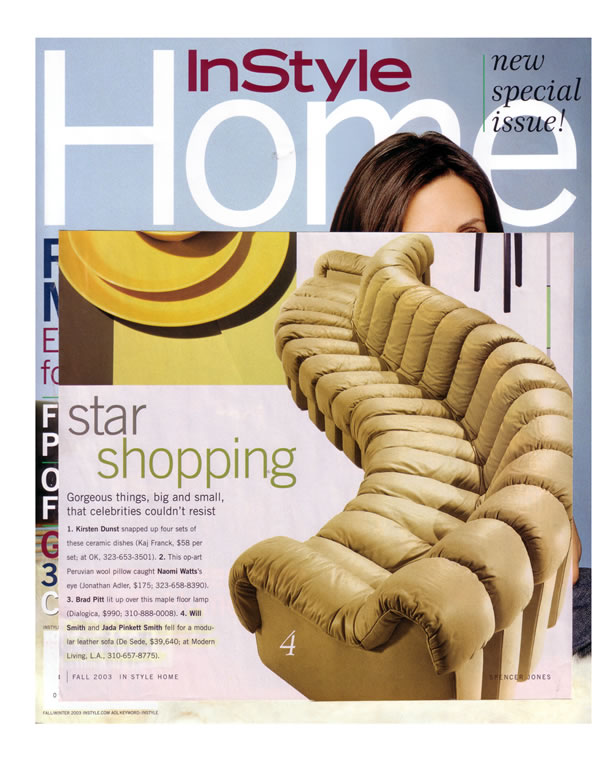 InStyle
Home
new
special
issue!
star
shopping
Gorgeous things, big and small,
that celebrities couldn't resist
1. Kirsten Dunst snapped up four sets of
these ceramic dishes (Kaj Franck, $58 per
set; at OK, 323-653-3501). 2. This op-art
Peruvian wool pillow caught Naomi Watts's
eye (Jonathan Adler, $175; 323-658-8390).
3. Brad Pitt lit up over this maple floor lamp
(Dialogica, $990; 310-888-0008). 4. Will
Smith and Jada Pinkett Smith fell for a modu-
lar leather sofa (De Sede, $39,640; at Modern
Living, L.A., 310-657-8775).
4
FALL 2003 IN STYLE HOME
SPENCER JONES
FALL/WINTER 2003 INSTYLE.COM AOL KEYWORD: INSTYLE